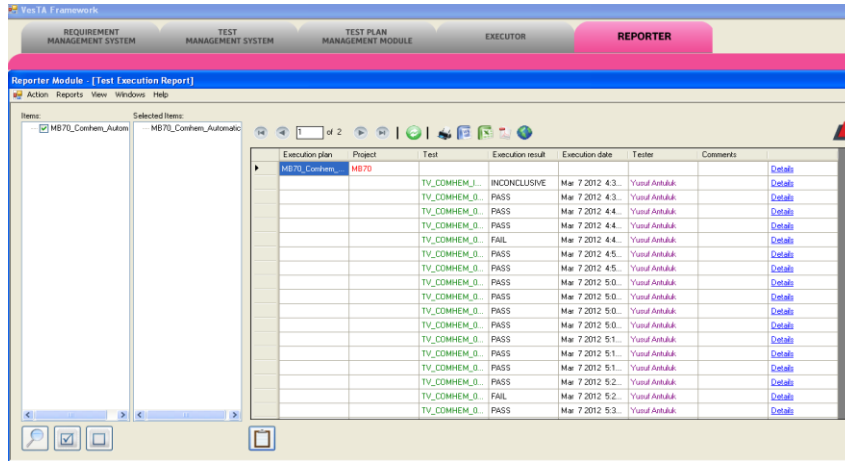 VesTA Framework
REQUIREMENT MANAGEMENT SYSTEM
TEST MANAGEMENT SYSTEM
TEST PLAN MANAGEMENT MODULE
EXECUTOR
REPORTER
Reporter Module - [Test Execution Report]
Action Reports View Windows Help
Items: Selected Items:
MB70_Comhem_Autom MB70_Comhem_Automatic
1 of 2
Execution plan Project Test Execution result Execution date Tester Comments
MB70_Comhem_... MB70 Details
TV_COMHEM_I... INCONCLUSIVE Mar 7 2012 4:3... Yusuf Antuluk Details
TV_COMHEM_0... PASS Mar 7 2012 4:3... Yusuf Antuluk Details
TV_COMHEM_0... PASS Mar 7 2012 4:4... Yusuf Antuluk Details
TV_COMHEM_0... PASS Mar 7 2012 4:4... Yusuf Antuluk Details
TV_COMHEM_0... FAIL Mar 7 2012 4:4... Yusuf Antuluk Details
TV_COMHEM_0... PASS Mar 7 2012 4:5... Yusuf Antuluk Details
TV_COMHEM_0... PASS Mar 7 2012 4:5... Yusuf Antuluk Details
TV_COMHEM_0... PASS Mar 7 2012 5:0... Yusuf Antuluk Details
TV_COMHEM_0... PASS Mar 7 2012 5:0... Yusuf Antuluk Details
TV_COMHEM_0... PASS Mar 7 2012 5:0... Yusuf Antuluk Details
TV_COMHEM_0... PASS Mar 7 2012 5:0... Yusuf Antuluk Details
TV_COMHEM_0... PASS Mar 7 2012 5:1... Yusuf Antuluk Details
TV_COMHEM_0... PASS Mar 7 2012 5:1... Yusuf Antuluk Details
TV_COMHEM_0... PASS Mar 7 2012 5:1... Yusuf Antuluk Details
TV_COMHEM_0... PASS Mar 7 2012 5:2... Yusuf Antuluk Details
TV_COMHEM_0... FAIL Mar 7 2012 5:2... Yusuf Antuluk Details
TV_COMHEM_0... PASS Mar 7 2012 5:3... Yusuf Antuluk Details